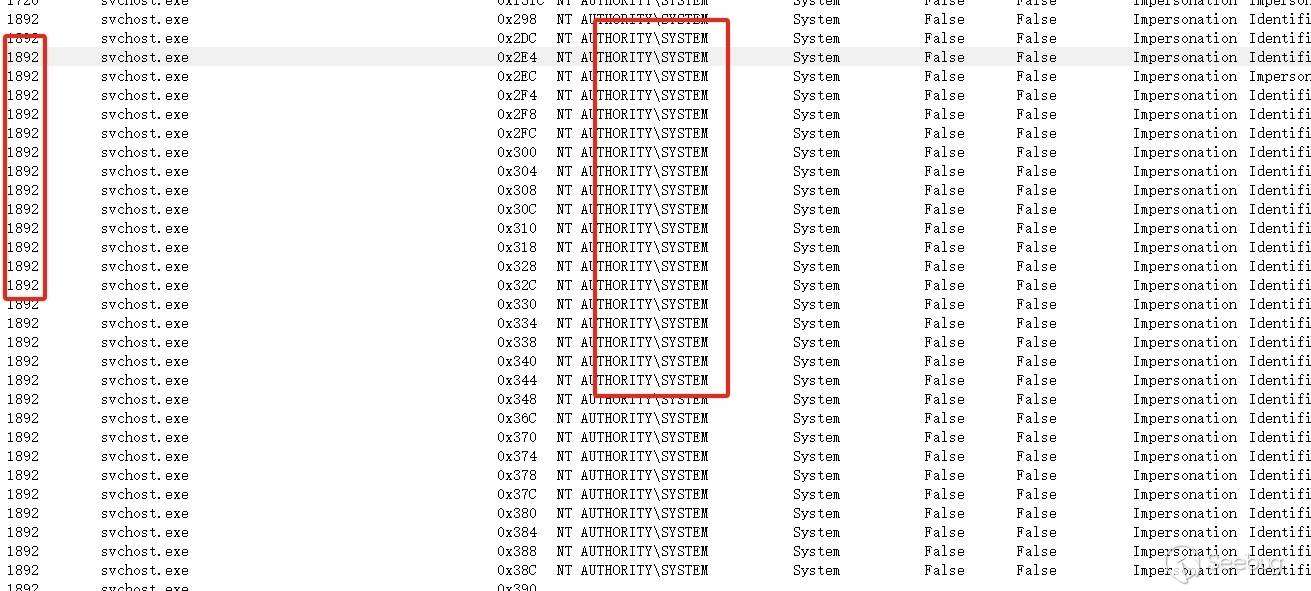 1720 svchost.exe 0x151C NT AUTHORITY\SYSTEM System False False Impersonation Imperson
1892 svchost.exe 0x298 NT AUTHORITY\SYSTEM System False False Impersonation Identifi
1892 svchost.exe 0x2DC NT AUTHORITY\SYSTEM System False False Impersonation Identifi
1892 svchost.exe 0x2E4 NT AUTHORITY\SYSTEM System False False Impersonation Identifi
1892 svchost.exe 0x2EC NT AUTHORITY\SYSTEM System False False Impersonation Imperson
1892 svchost.exe 0x2F4 NT AUTHORITY\SYSTEM System False False Impersonation Identifi
1892 svchost.exe 0x2F8 NT AUTHORITY\SYSTEM System False False Impersonation Identifi
1892 svchost.exe 0x2FC NT AUTHORITY\SYSTEM System False False Impersonation Identifi
1892 svchost.exe 0x300 NT AUTHORITY\SYSTEM System False False Impersonation Identifi
1892 svchost.exe 0x304 NT AUTHORITY\SYSTEM System False False Impersonation Identifi
1892 svchost.exe 0x308 NT AUTHORITY\SYSTEM System False False Impersonation Identifi
1892 svchost.exe 0x30C NT AUTHORITY\SYSTEM System False False Impersonation Identifi
1892 svchost.exe 0x310 NT AUTHORITY\SYSTEM System False False Impersonation Identifi
1892 svchost.exe 0x318 NT AUTHORITY\SYSTEM System False False Impersonation Identifi
1892 svchost.exe 0x328 NT AUTHORITY\SYSTEM System False False Impersonation Identifi
1892 svchost.exe 0x32C NT AUTHORITY\SYSTEM System False False Impersonation Identifi
1892 svchost.exe 0x330 NT AUTHORITY\SYSTEM System False False Impersonation Identifi
1892 svchost.exe 0x334 NT AUTHORITY\SYSTEM System False False Impersonation Identifi
1892 svchost.exe 0x338 NT AUTHORITY\SYSTEM System False False Impersonation Identifi
1892 svchost.exe 0x340 NT AUTHORITY\SYSTEM System False False Impersonation Identifi
1892 svchost.exe 0x344 NT AUTHORITY\SYSTEM System False False Impersonation Identifi
1892 svchost.exe 0x348 NT AUTHORITY\SYSTEM System False False Impersonation Identifi
1892 svchost.exe 0x36C NT AUTHORITY\SYSTEM System False False Impersonation Identifi
1892 svchost.exe 0x370 NT AUTHORITY\SYSTEM System False False Impersonation Identifi
1892 svchost.exe 0x374 NT AUTHORITY\SYSTEM System False False Impersonation Identifi
1892 svchost.exe 0x378 NT AUTHORITY\SYSTEM System False False Impersonation Identifi
1892 svchost.exe 0x37C NT AUTHORITY\SYSTEM System False False Impersonation Identifi
1892 svchost.exe 0x380 NT AUTHORITY\SYSTEM System False False Impersonation Identifi
1892 svchost.exe 0x384 NT AUTHORITY\SYSTEM System False False Impersonation Identifi
1892 svchost.exe 0x388 NT AUTHORITY\SYSTEM System False False Impersonation Identifi
1892 svchost.exe 0x38C NT AUTHORITY\SYSTEM System False False Impersonation Identifi
1892 svchost.exe 0x390
Seebug